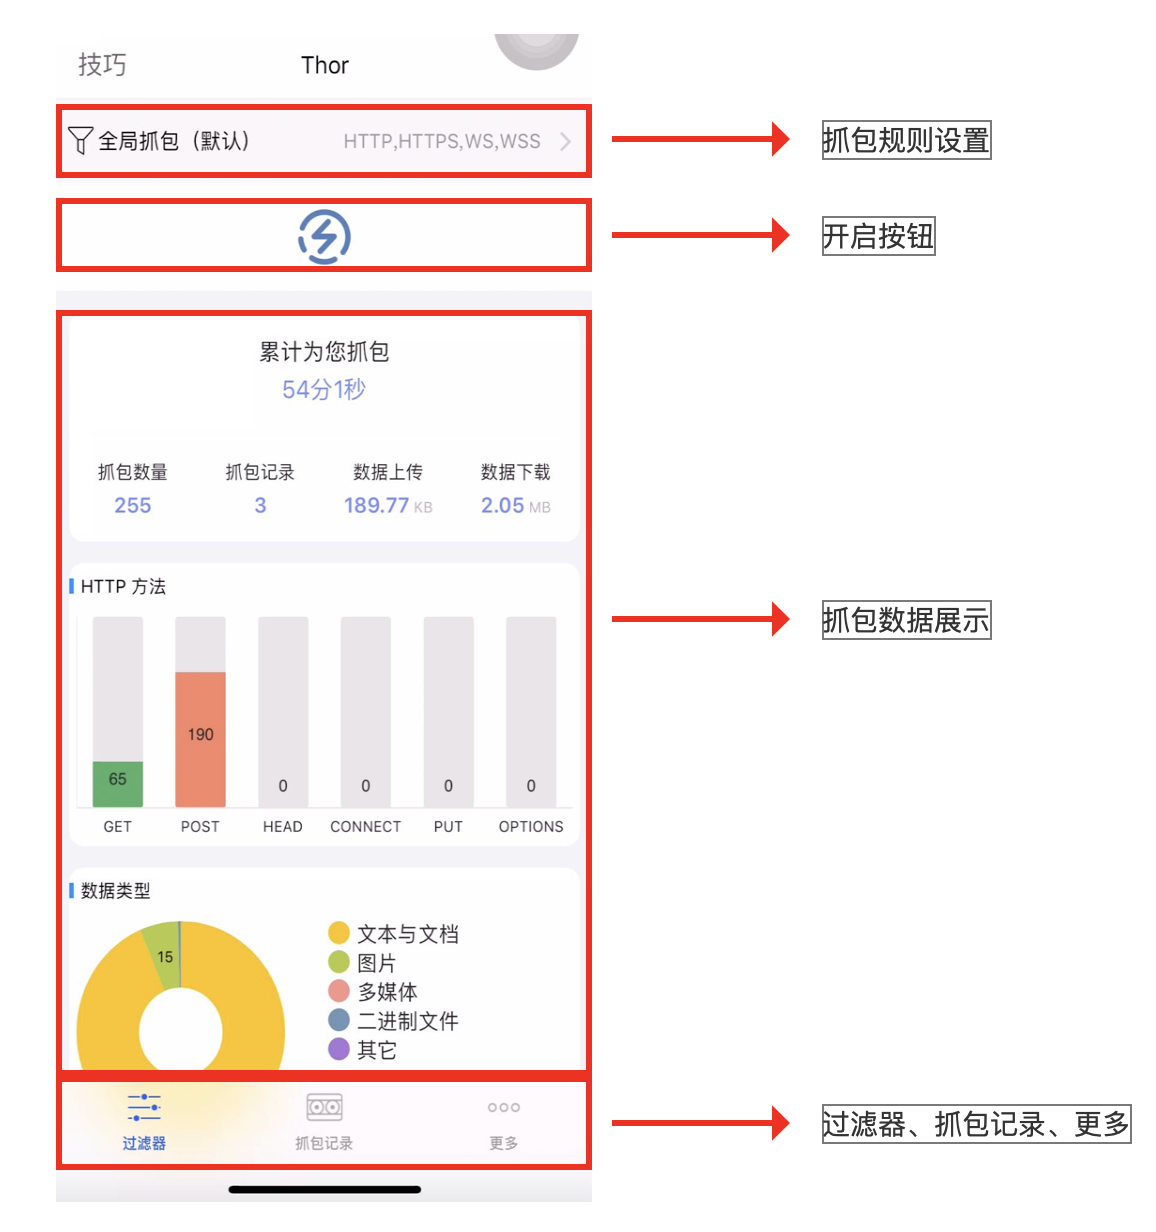 技巧
Thor
全局抓包（默认）
HTTP,HTTPS,WS,WSS
抓包规则设置
开启按钮
累计为您抓包
54分1秒
抓包数量
抓包记录
数据上传
数据下载
255
3
189.77 KB
2.05 MB
HTTP 方法
抓包数据展示
65
190
0
0
0
0
GET
POST
HEAD
CONNECT
PUT
OPTIONS
数据类型
15
文本与文档
图片
多媒体
二进制文件
其它
过滤器
抓包记录
更多
过滤器、抓包记录、更多